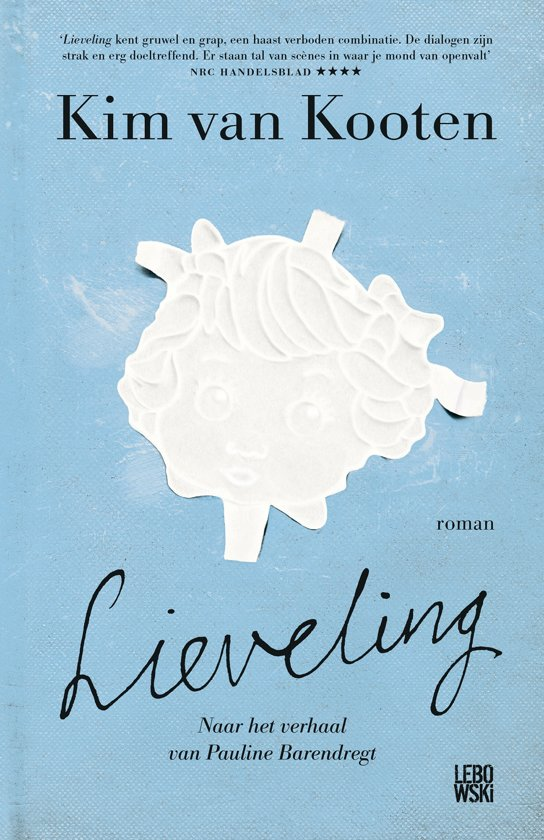 ‘Lieveling kent gruwel en grap, een haast verboden combinatie. De dialogen zijn
strak en erg doeltreffend. Er staan tal van scènes in waar je mond van openvalt’
NRC HANDELSBLAD ★★★★
Kim van Kooten
roman
Lieveling
Naar het verhaal
van Pauline Barendregt
LEBO
WSKi